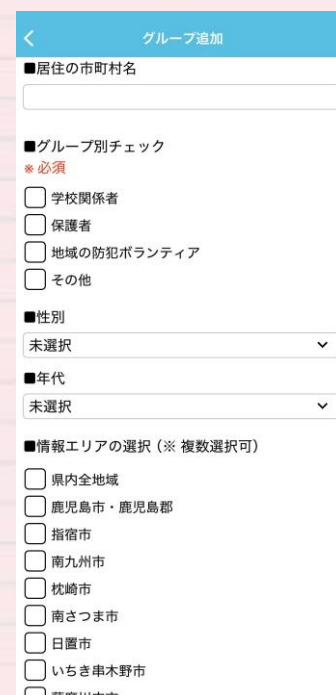 グループ追加
■居住の市町村名
■グループ別チェック
※必須
学校関係者
保護者
地域の防犯ボランティア
その他
■性別
未選択
■年代
未選択
■情報エリアの選択(※ 複数選択可)
県内全地域
鹿児島市・鹿児島郡
指宿市
南九州市
枕崎市
南さつま市
日置市
いちき串木野市